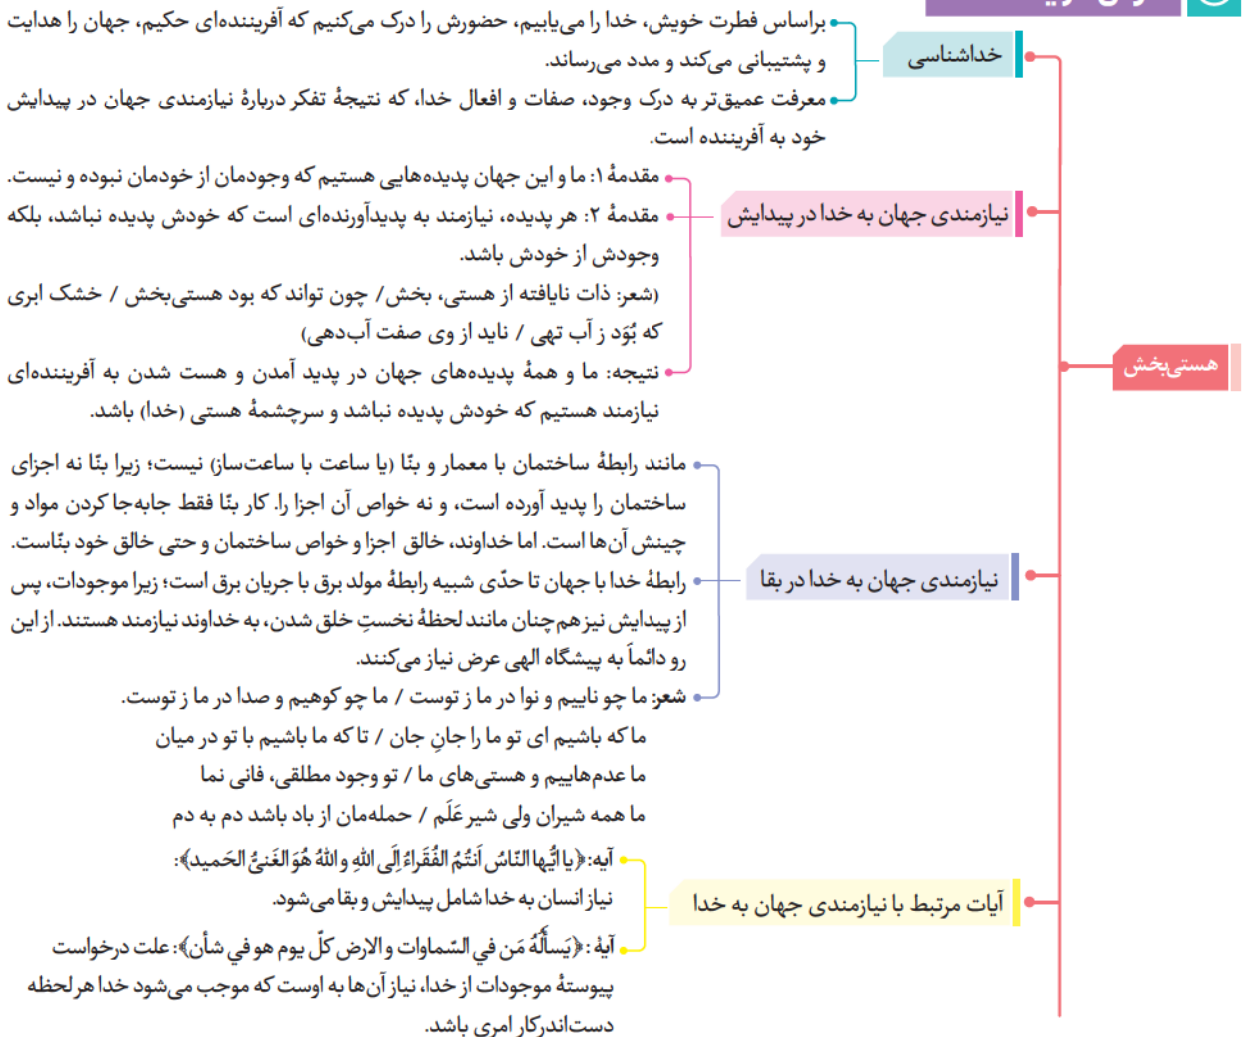 خداشناسی
براساس فطرت خویش، خدا را می‌یابیم، حضورش را درک می‌کنیم که آفریننده‌ای حکیم، جهان را هدایت
و پشتیبانی می‌کند و مدد می‌رساند.
معرفت عمیق‌تر به درک وجود، صفات و افعال خدا، که نتیجهٔ تفکر دربارهٔ نیازمندی جهان در پیدایش
خود به آفریننده است.
نیازمندی جهان به خدا در پیدایش
مقدمهٔ ۱: ما و این جهان پدیده‌هایی هستیم که وجودمان از خودمان نبوده و نیست.
مقدمهٔ ۲: هر پدیده، نیازمند به پدیدآورنده‌ای است که خودش پدیده نباشد، بلکه
وجودش از خودش باشد.
(شعر: ذات نایافته از هستی، بخش/ چون تواند که بود هستی‌بخش / خشک ابری
که بُوَد ز آب تهی / ناید از وی صفت آب‌دهی)
نتیجه: ما و همهٔ پدیده‌های جهان در پدید آمدن و هست شدن به آفریننده‌ای
نیازمند هستیم که خودش پدیده نباشد و سرچشمهٔ هستی (خدا) باشد.
هستی‌بخش
نیازمندی جهان به خدا در بقا
مانند رابطهٔ ساختمان با معمار و بنّا (یا ساعت با ساعت‌ساز) نیست؛ زیرا بنّا نه اجزای
ساختمان را پدید آورده است، و نه خواص آن اجزا را. کار بنّا فقط جابه‌جا کردن مواد و
چینش آن‌ها است. اما خداوند، خالق اجزا و خواص ساختمان و حتی خالق خود بنّاست.
رابطهٔ خدا با جهان تا حدّی شبیه رابطهٔ مولد برق با جریان برق است؛ زیرا موجودات، پس
از پیدایش نیز هم‌چنان مانند لحظهٔ نخستِ خلق شدن، به خداوند نیازمند هستند. از این
رو دائماً به پیشگاه الهی عرض نیاز می‌کنند.
شعر: ما چو ناییم و نوا در ما ز توست / ما چو کوهیم و صدا در ما ز توست.
ما که باشیم ای تو ما را جانِ جان / تا که ما باشیم با تو در میان
ما عدم‌هاییم و هستی‌های ما / تو وجود مطلقی، فانی نما
ما همه شیران ولی شیر عَلَم / حمله‌مان از باد باشد دم به دم
آیات مرتبط با نیازمندی جهان به خدا
آیه: ﴿یا ایُّها النّاسُ اَنتُمُ الفُقَراءُ اِلَی اللهِ و اللهُ هُوَ الغَنیُّ الحَمید﴾:
نیاز انسان به خدا شامل پیدایش و بقا می‌شود.
آیهٔ: ﴿یَسألُهُ مَن في السّماوات و الارض کلّ یوم هو في شأن﴾: علت درخواست
پیوستهٔ موجودات از خدا، نیاز آن‌ها به اوست که موجب می‌شود خدا هر لحظه
دست‌اندرکار امری باشد.